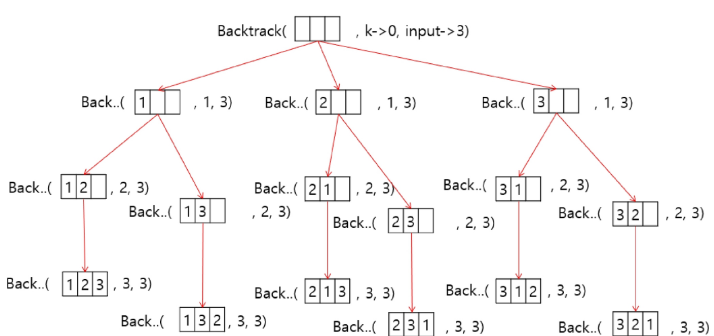 Backtrack( , k->0, input->3)
Back..( 1 , 1, 3) Back..( 2 , 1, 3) Back..( 3 , 1, 3)
Back..( 1 2 , 2, 3) Back..( 2 1 , 2, 3) Back..( 3 1 , 2, 3)
Back..( 1 3 , 2, 3) Back..( 2 3 , 2, 3) Back..( 3 2 , 2, 3)
Back..( 1 2 3 , 3, 3) Back..( 2 1 3 , 3, 3) Back..( 3 1 2 , 3, 3)
Back..( 1 3 2 , 3, 3) Back..( 2 3 1 , 3, 3) Back..( 3 2 1 , 3, 3)